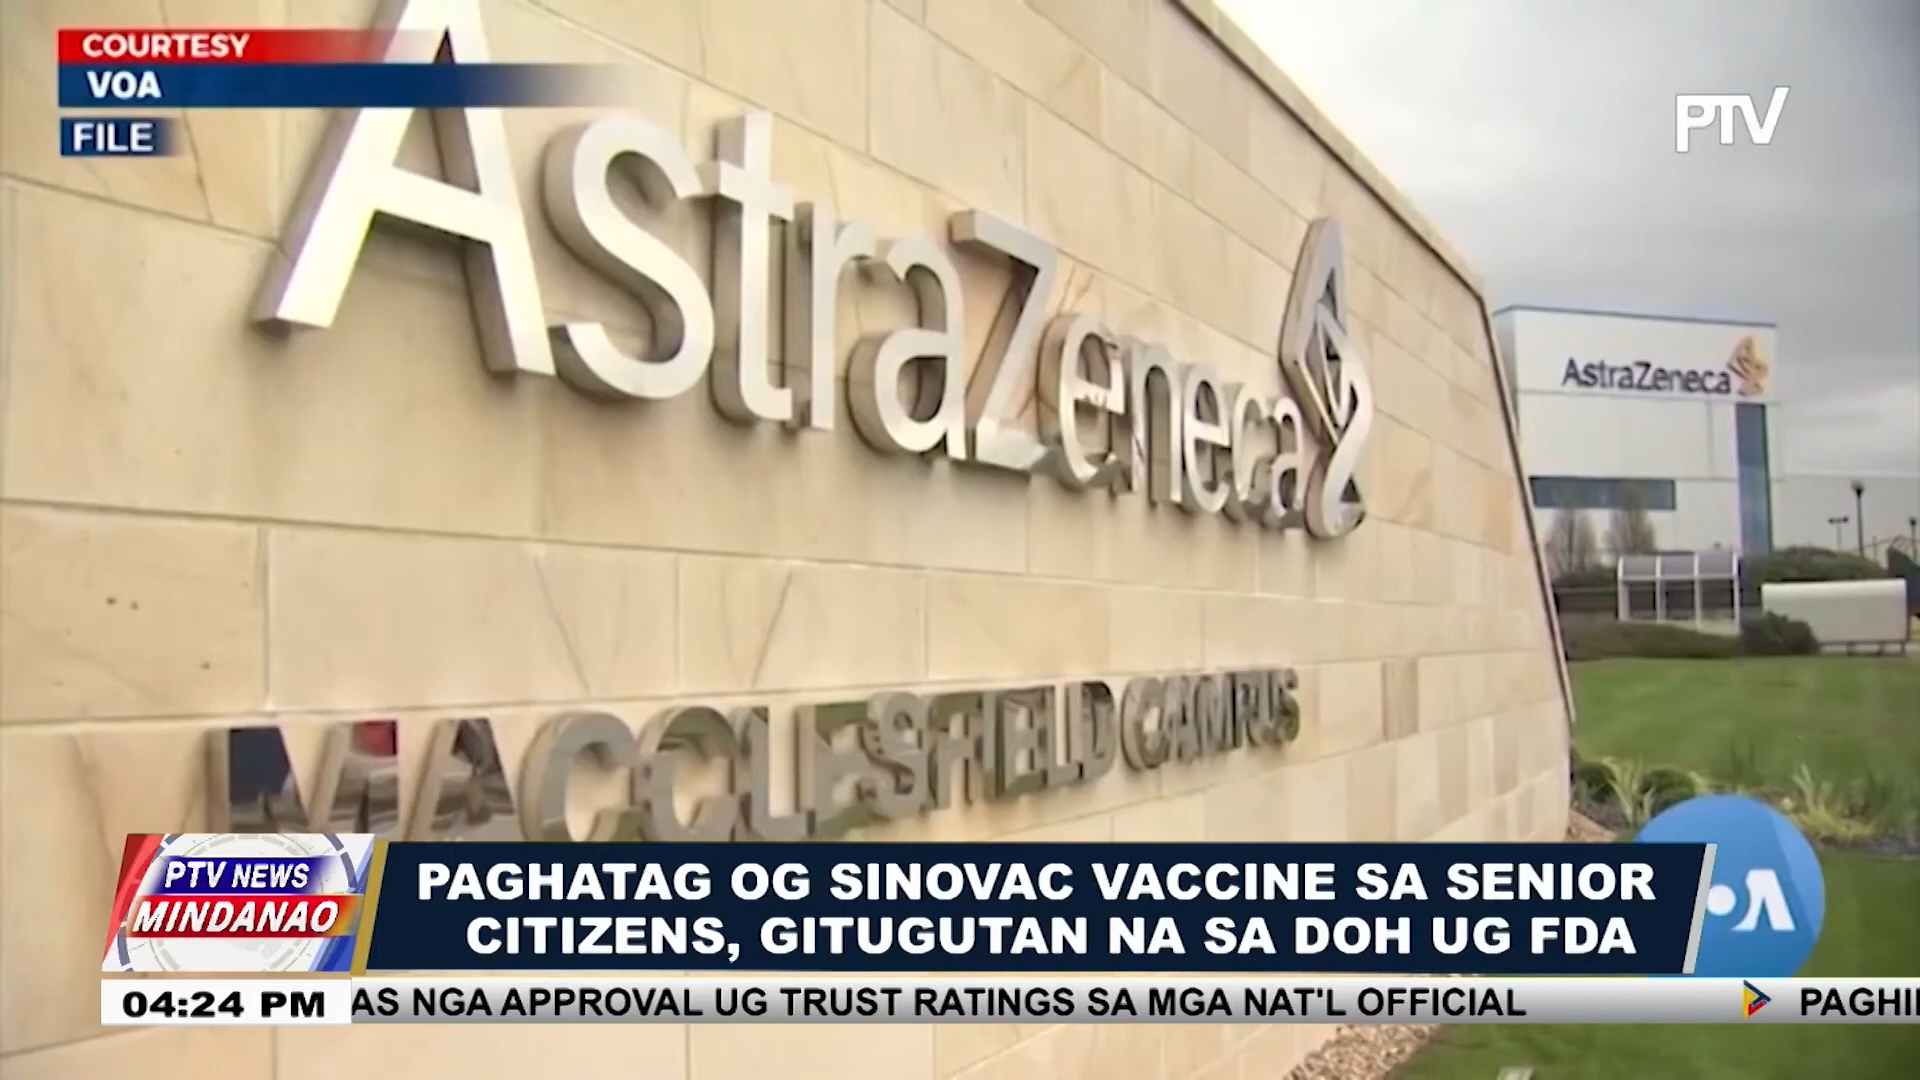 COURTESY
VOA
FILE
PTV
AstraZeneca
AstraZeneca
MACCLESFIELD CAMPUS
PTV NEWS
MINDANAO
PAGHATAG OG SINOVAC VACCINE SA SENIOR
CITIZENS, GITUGUTAN NA SA DOH UG FDA
VOA
04:24 PM
AS NGA APPROVAL UG TRUST RATINGS SA MGA NAT'L OFFICIAL
PAGHI